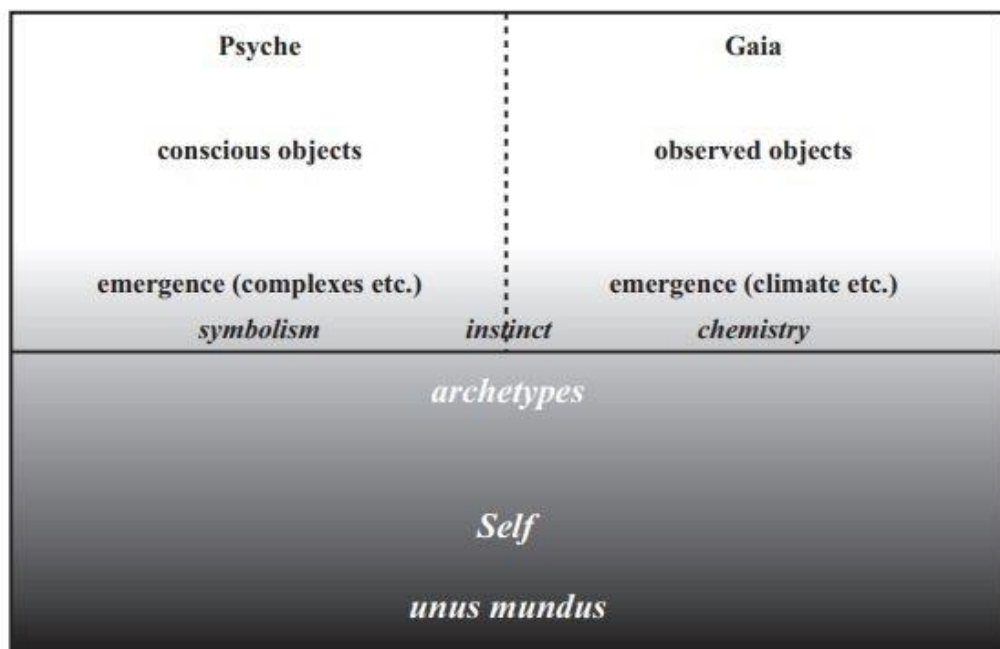 Psyche Gaia
conscious objects observed objects
emergence (complexes etc.) emergence (climate etc.)
symbolism instinct chemistry
archetypes
Self
unus mundus